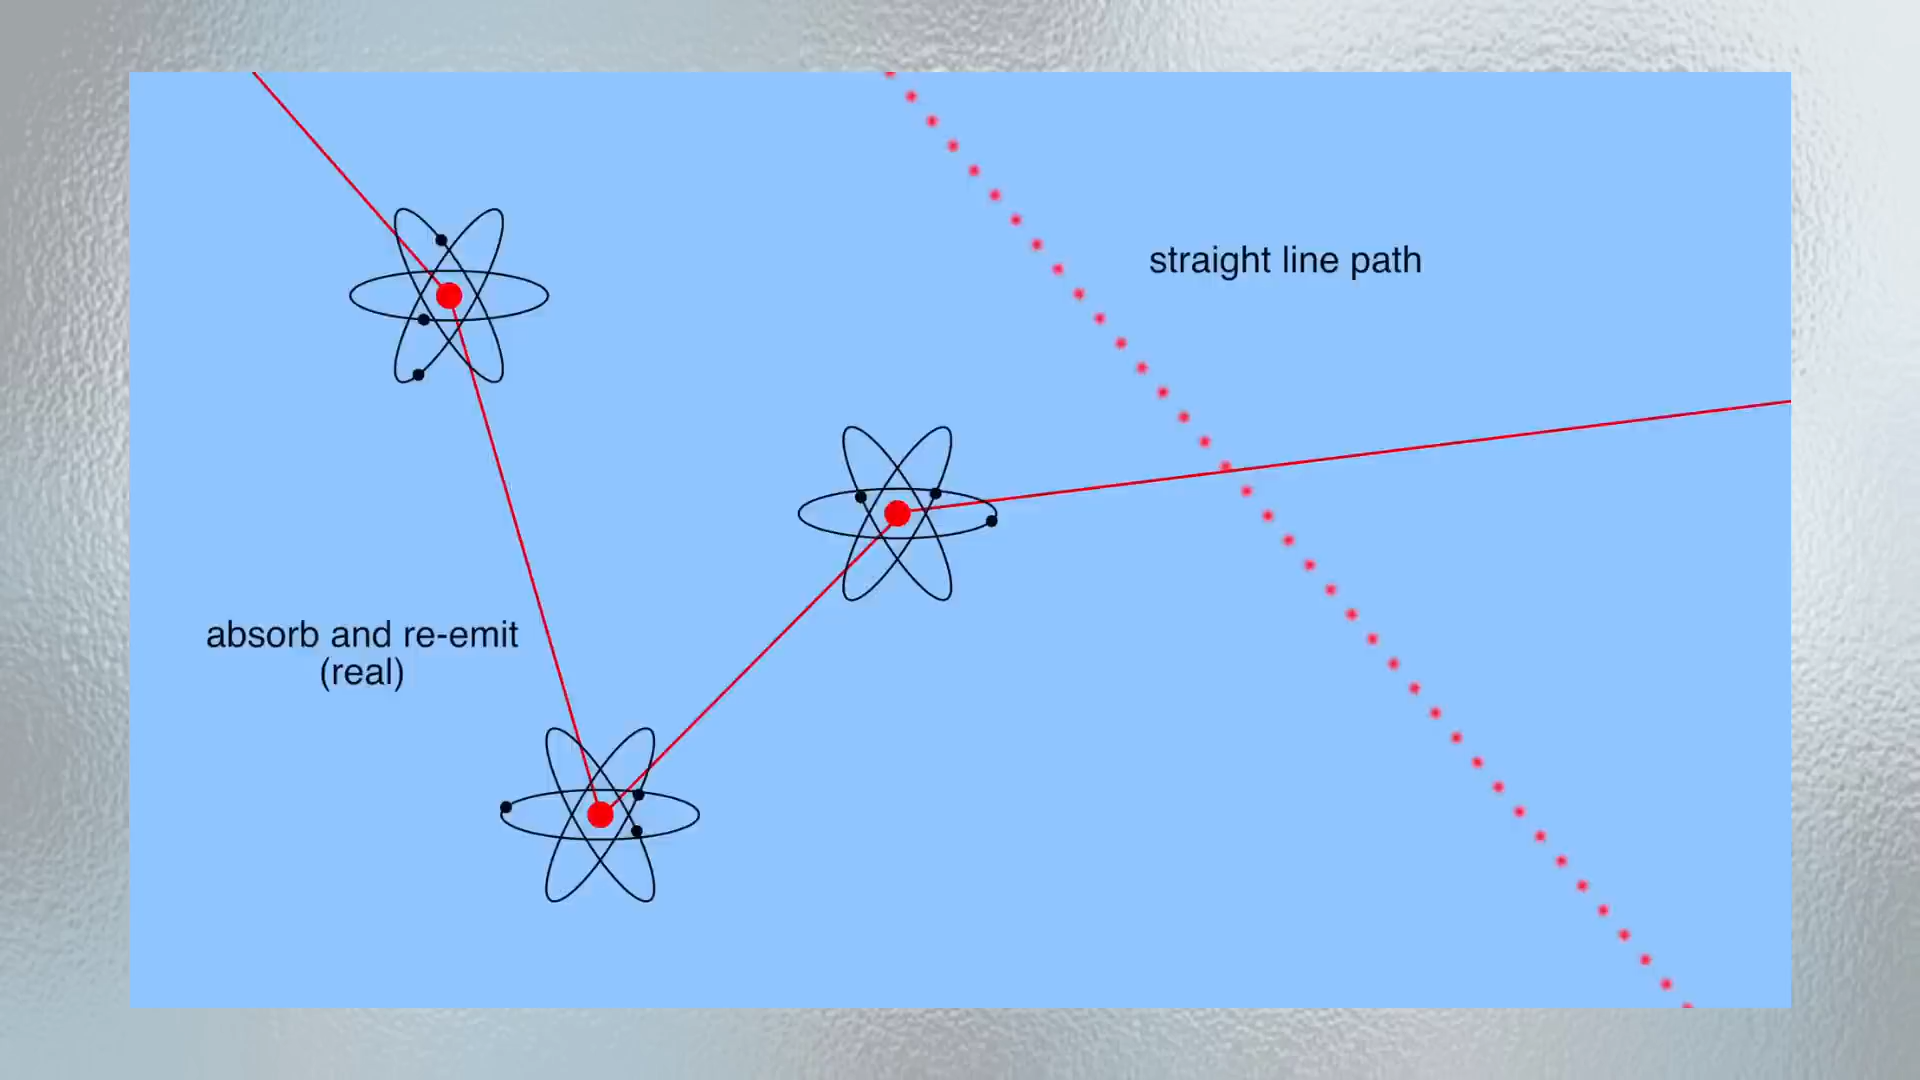 straight line path
absorb and re-emit
(real)